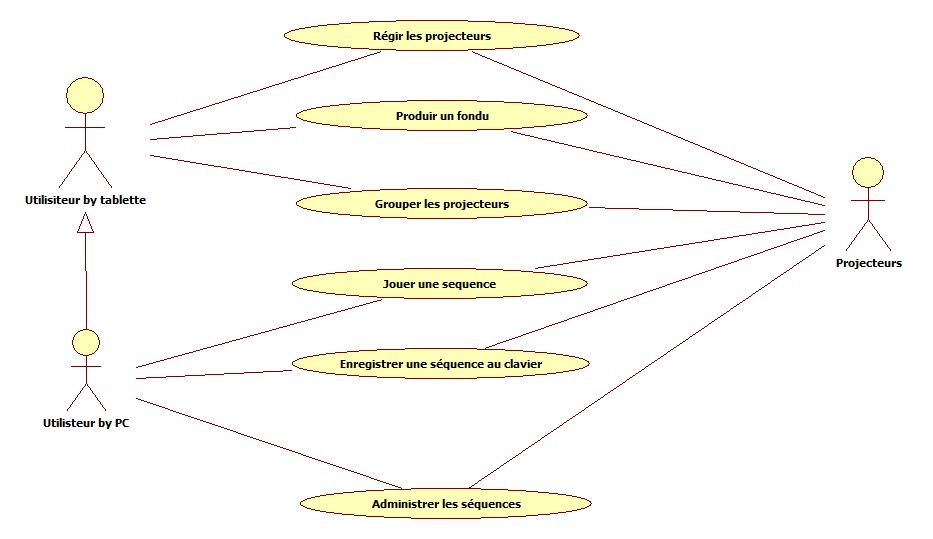 Régir les projecteurs
Produir un fondu
Utilisiteur by tablette
Grouper les projecteurs
Projecteurs
Jouer une sequence
Enregistrer une séquence au clavier
Utilisteur by PC
Administrer les séquences